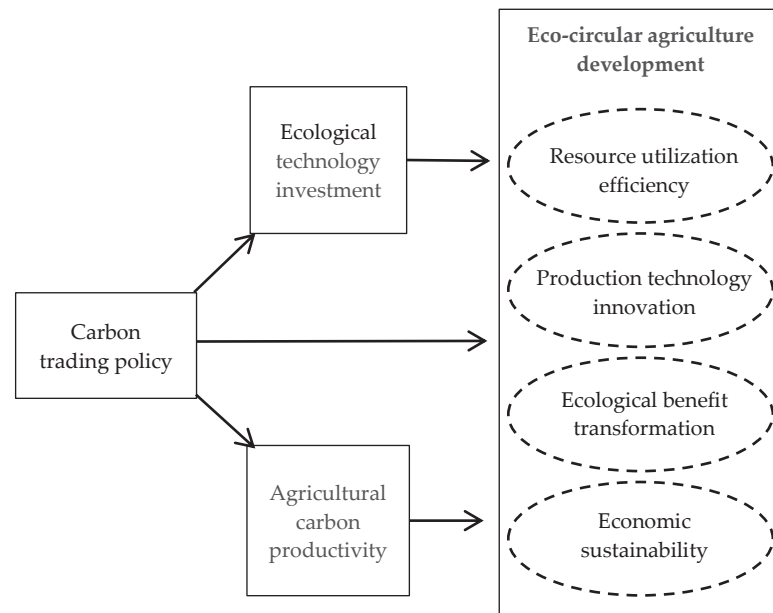 Eco-circular agriculture
development
Ecological
technology
investment
Resource utilization
efficiency
Production technology
innovation
Carbon
trading policy
Ecological benefit
transformation
Agricultural
carbon
productivity
Economic
sustainability